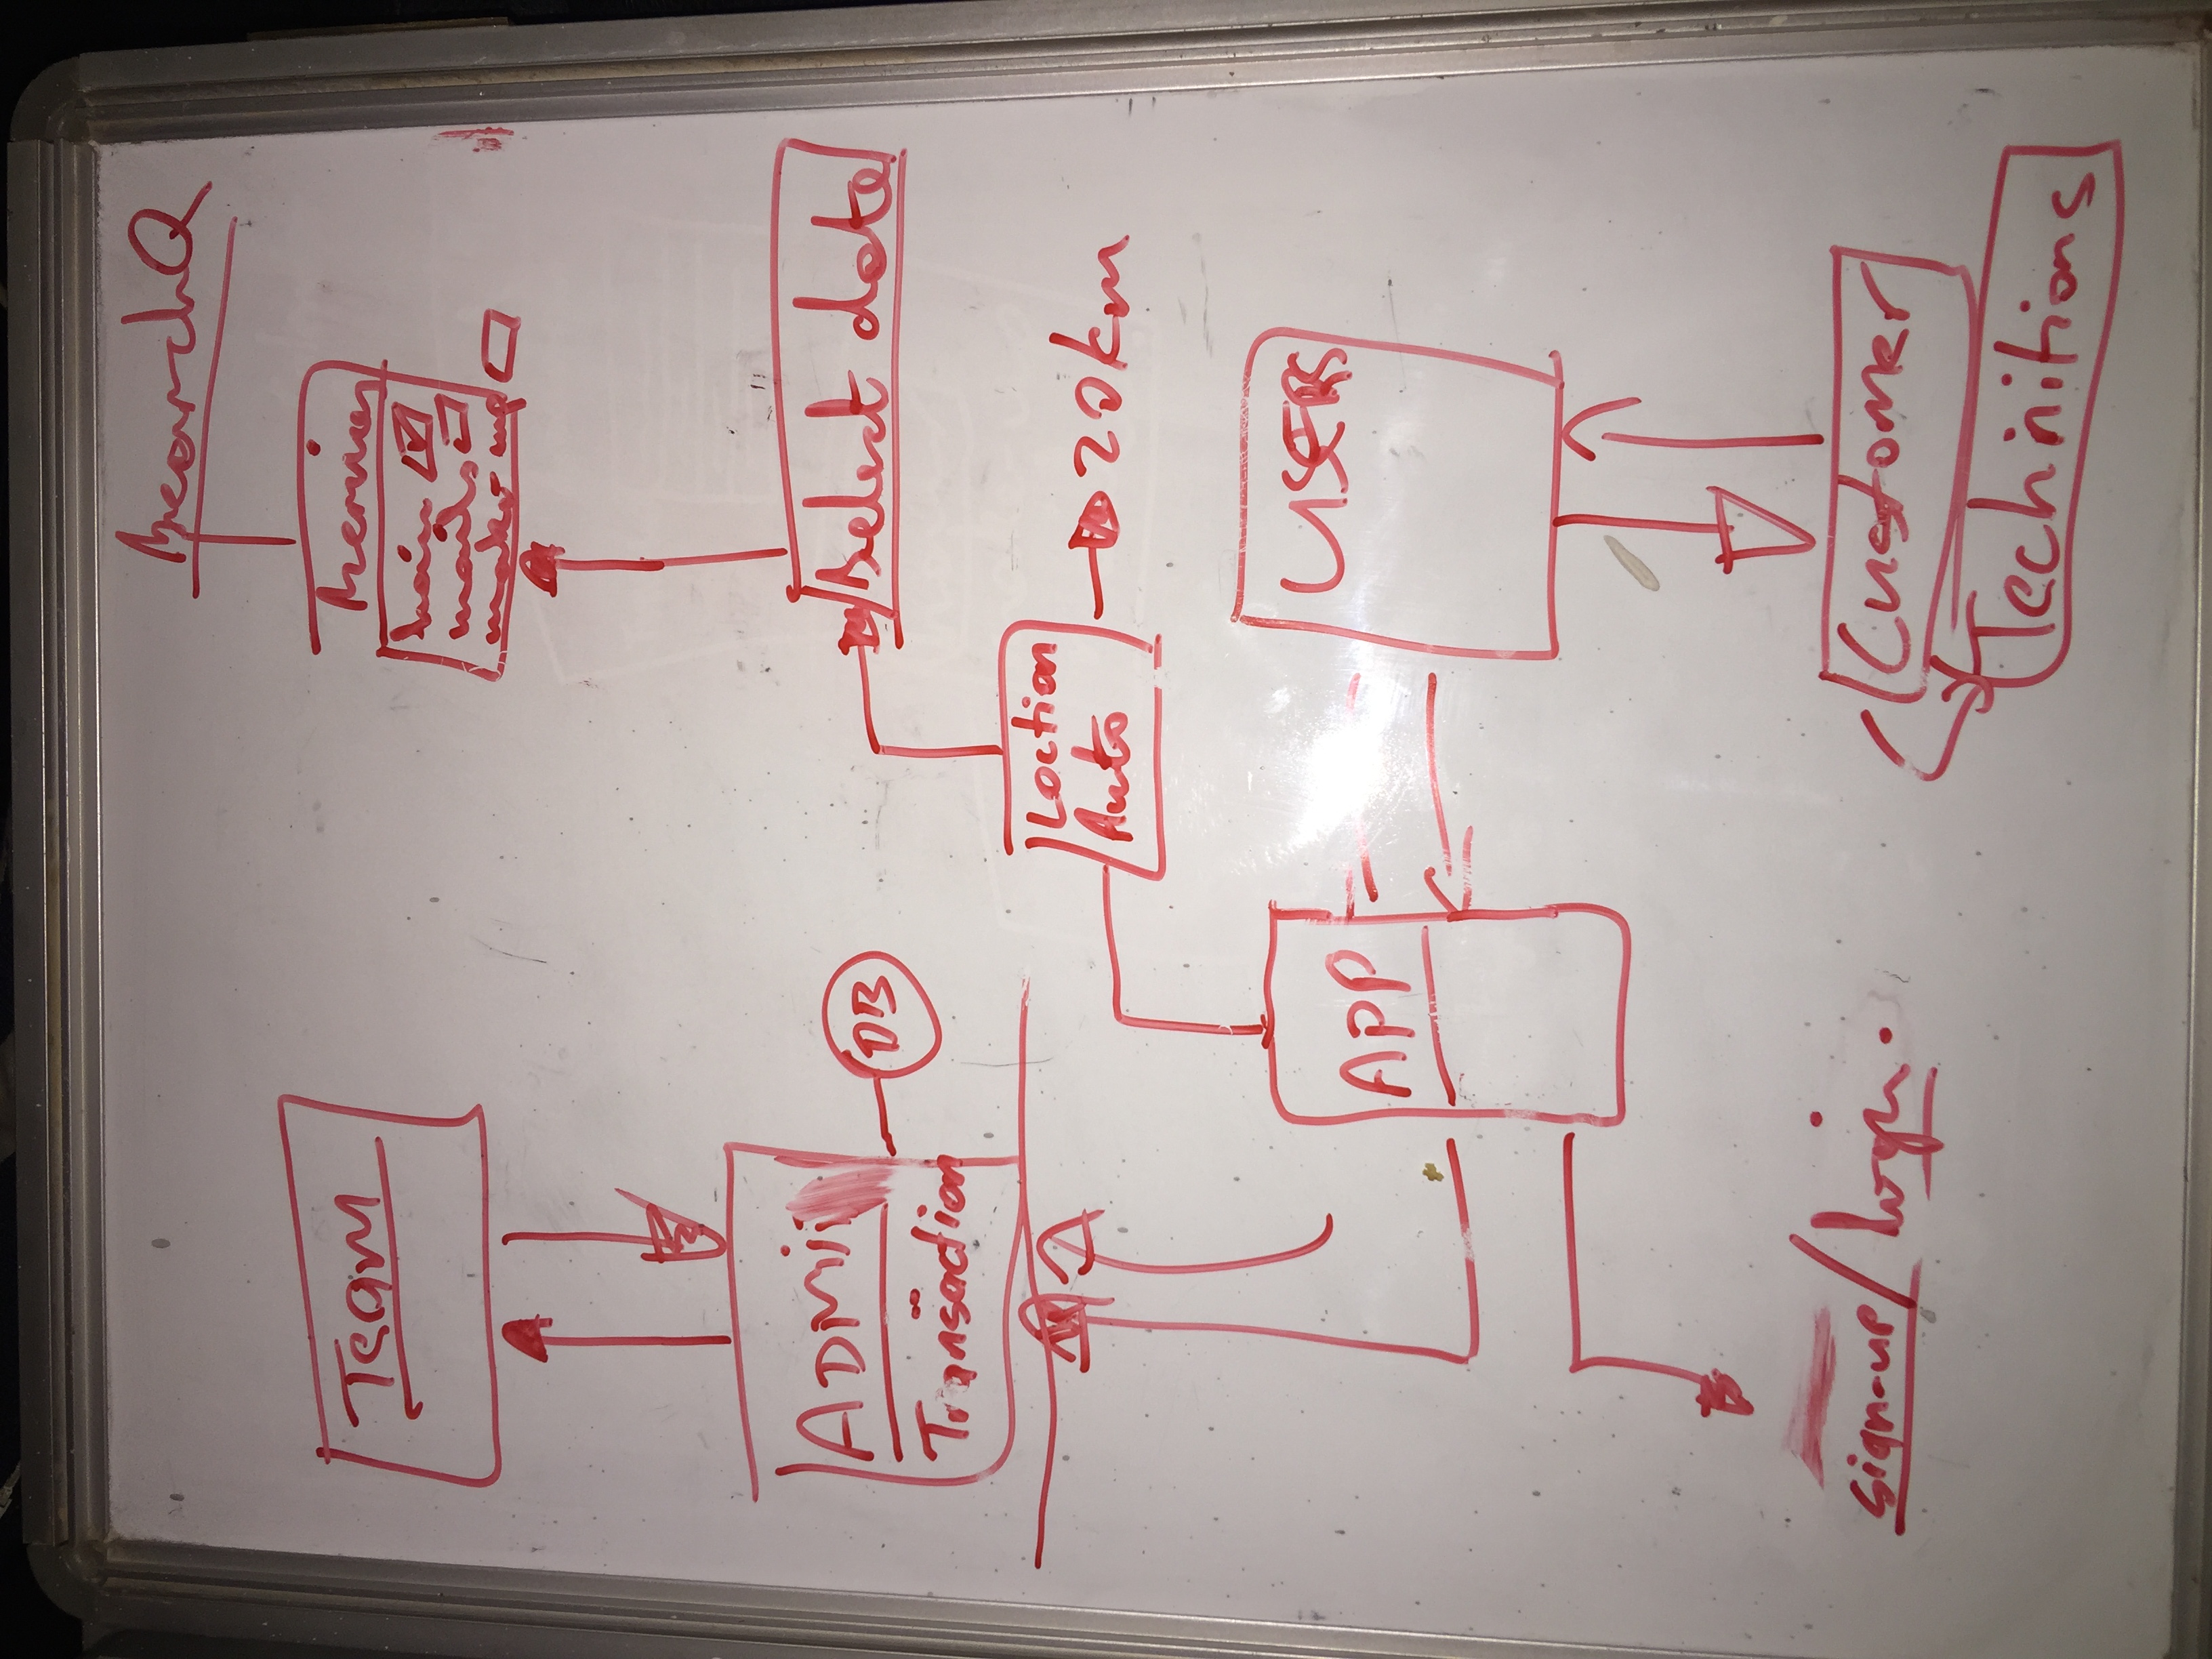 SearchQ
Team
Services
hair
nails
make-up
ADMIN
Transaction
DB
Select date
Loction
Auto
20km
APP
USERS
sign-up/login.
Customer
Technitions